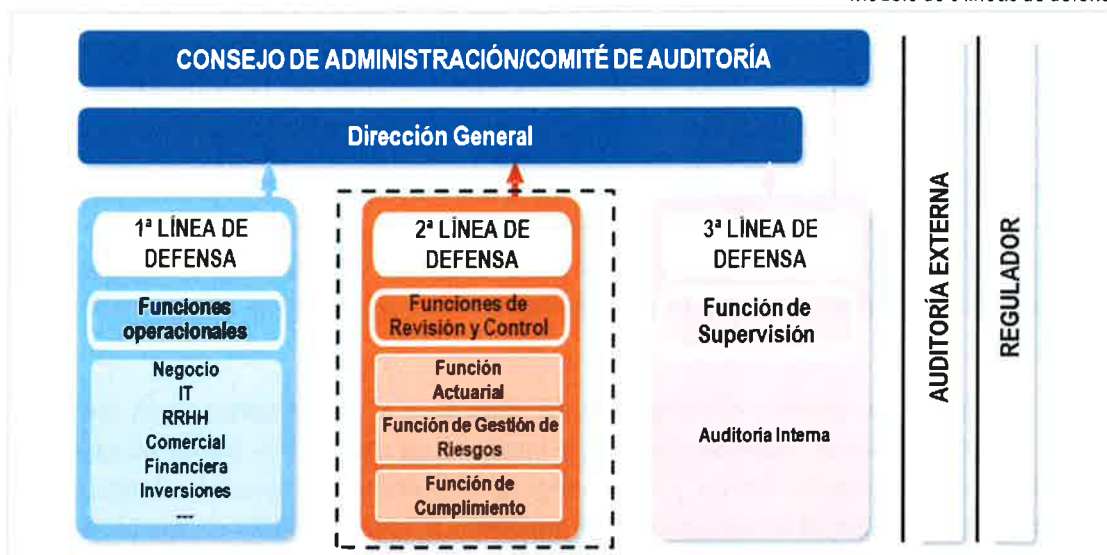 CONSEJO DE ADMINISTRACIÓN/COMITÉ DE AUDITORÍA
Dirección General
1ª LÍNEA DE
DEFENSA
Funciones
operacionales
Negocio
IT
RRHH
Comercial
Financiera
Inversiones
---
2ª LÍNEA DE
DEFENSA
Funciones de
Revisión y Control
Función
Actuarial
Función de Gestión de
Riesgos
Función de
Cumplimiento
3ª LÍNEA DE
DEFENSA
Función de
Supervisión
Auditoría Interna
AUDITORÍA EXTERNA
REGULADOR